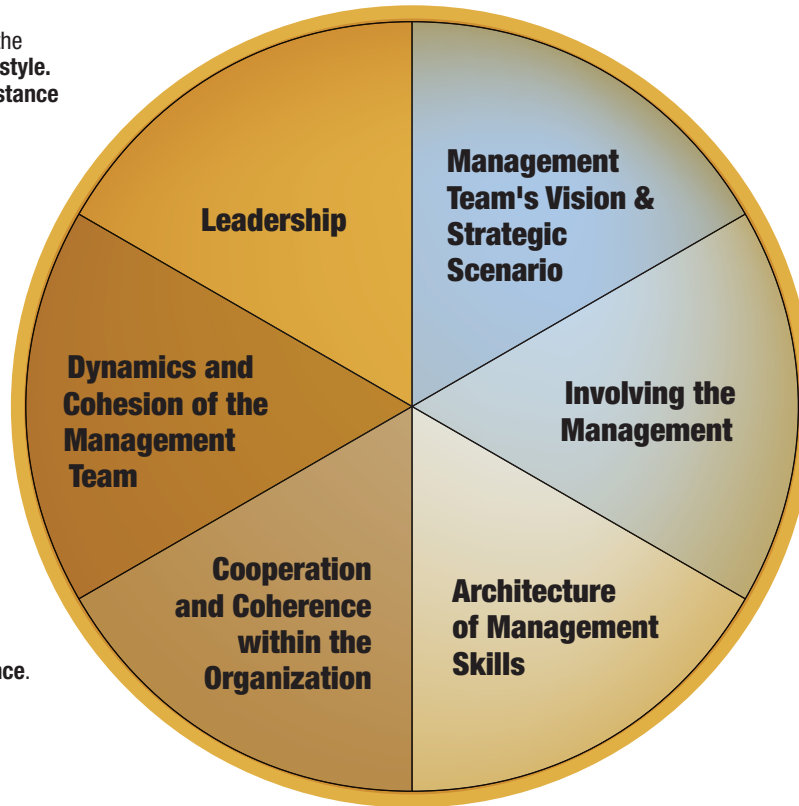 the
style.
stance
Leadership
Management
Team's Vision &
Strategic
Scenario
Involving the
Management
Architecture
of Management
Skills
Cooperation
and Coherence
within the
Organization
Dynamics and
Cohesion of the
Management
Team
nce.